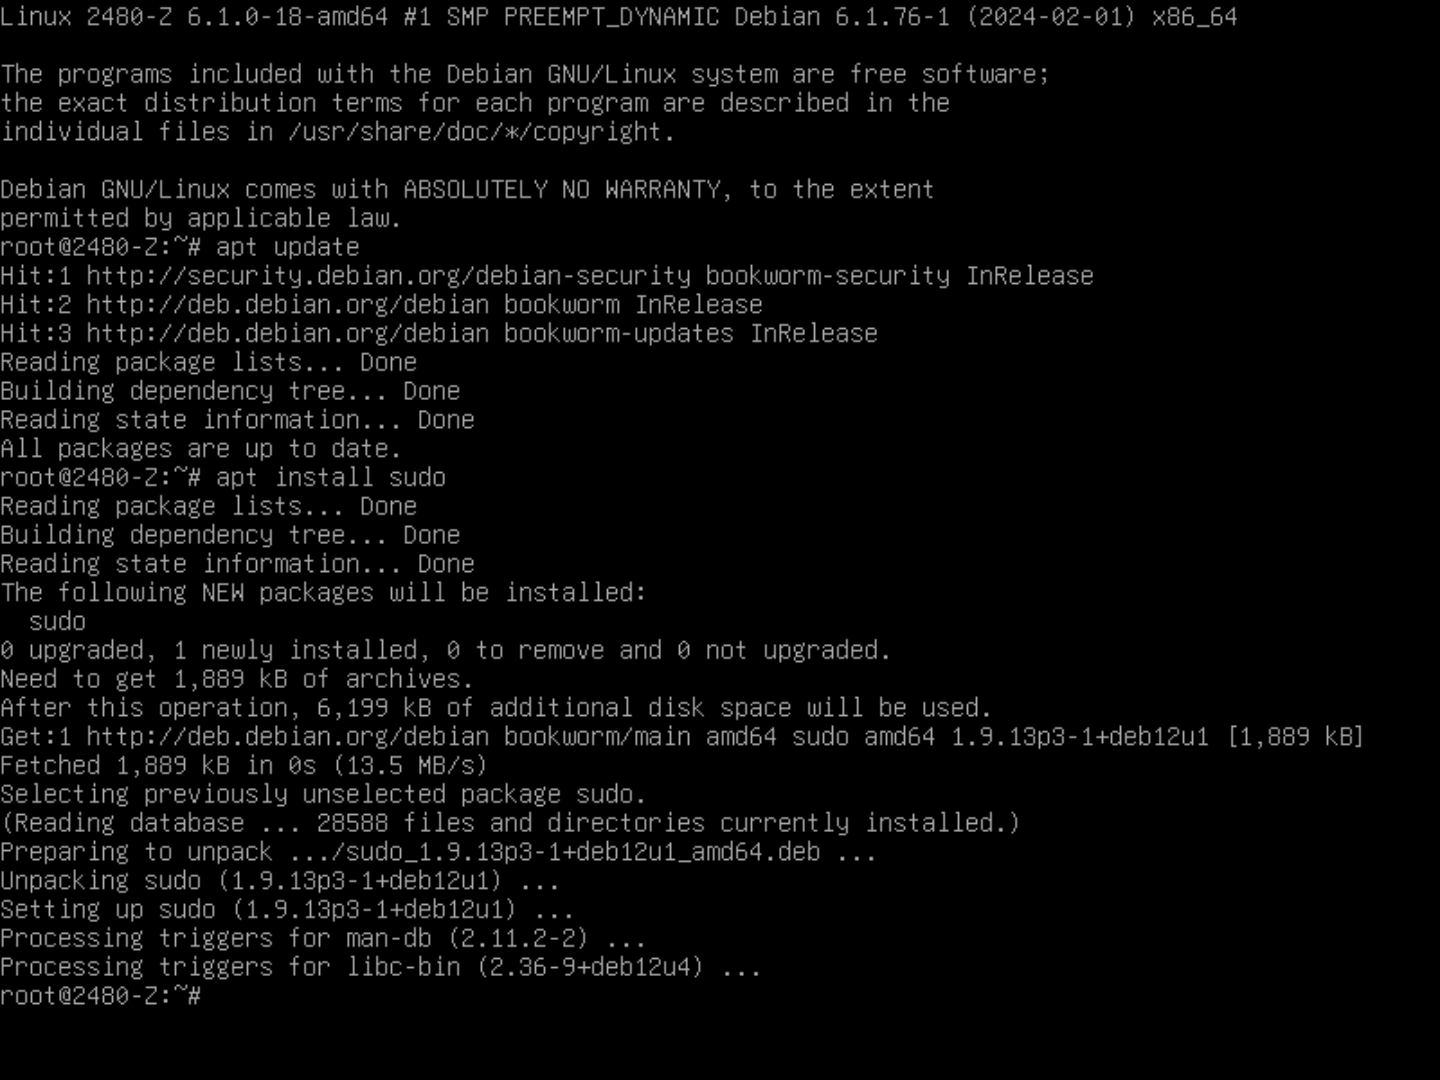 Linux 2480-Z 6.1.0-18-amd64 #1 SMP PREEMPT_DYNAMIC Debian 6.1.76-1 (2024-02-01) x86_64
The programs included with the Debian GNU/Linux system are free software;
the exact distribution terms for each program are described in the
individual files in /usr/share/doc/*/copyright.
Debian GNU/Linux comes with ABSOLUTELY NO WARRANTY, to the extent
permitted by applicable law.
root@2480-Z:~# apt update
Hit:1 http://security.debian.org/debian-security bookworm-security InRelease
Hit:2 http://deb.debian.org/debian bookworm InRelease
Hit:3 http://deb.debian.org/debian bookworm-updates InRelease
Reading package lists... Done
Building dependency tree... Done
Reading state information... Done
All packages are up to date.
root@2480-Z:~# apt install sudo
Reading package lists... Done
Building dependency tree... Done
Reading state information... Done
The following NEW packages will be installed:
  sudo
0 upgraded, 1 newly installed, 0 to remove and 0 not upgraded.
Need to get 1,889 kB of archives.
After this operation, 6,199 kB of additional disk space will be used.
Get:1 http://deb.debian.org/debian bookworm/main amd64 sudo amd64 1.9.13p3-1+deb12u1 [1,889 kB]
Fetched 1,889 kB in 0s (13.5 MB/s)
Selecting previously unselected package sudo.
(Reading database ... 28588 files and directories currently installed.)
Preparing to unpack .../sudo_1.9.13p3-1+deb12u1_amd64.deb ...
Unpacking sudo (1.9.13p3-1+deb12u1) ...
Setting up sudo (1.9.13p3-1+deb12u1) ...
Processing triggers for man-db (2.11.2-2) ...
Processing triggers for libc-bin (2.36-9+deb12u4) ...
root@2480-Z:~#